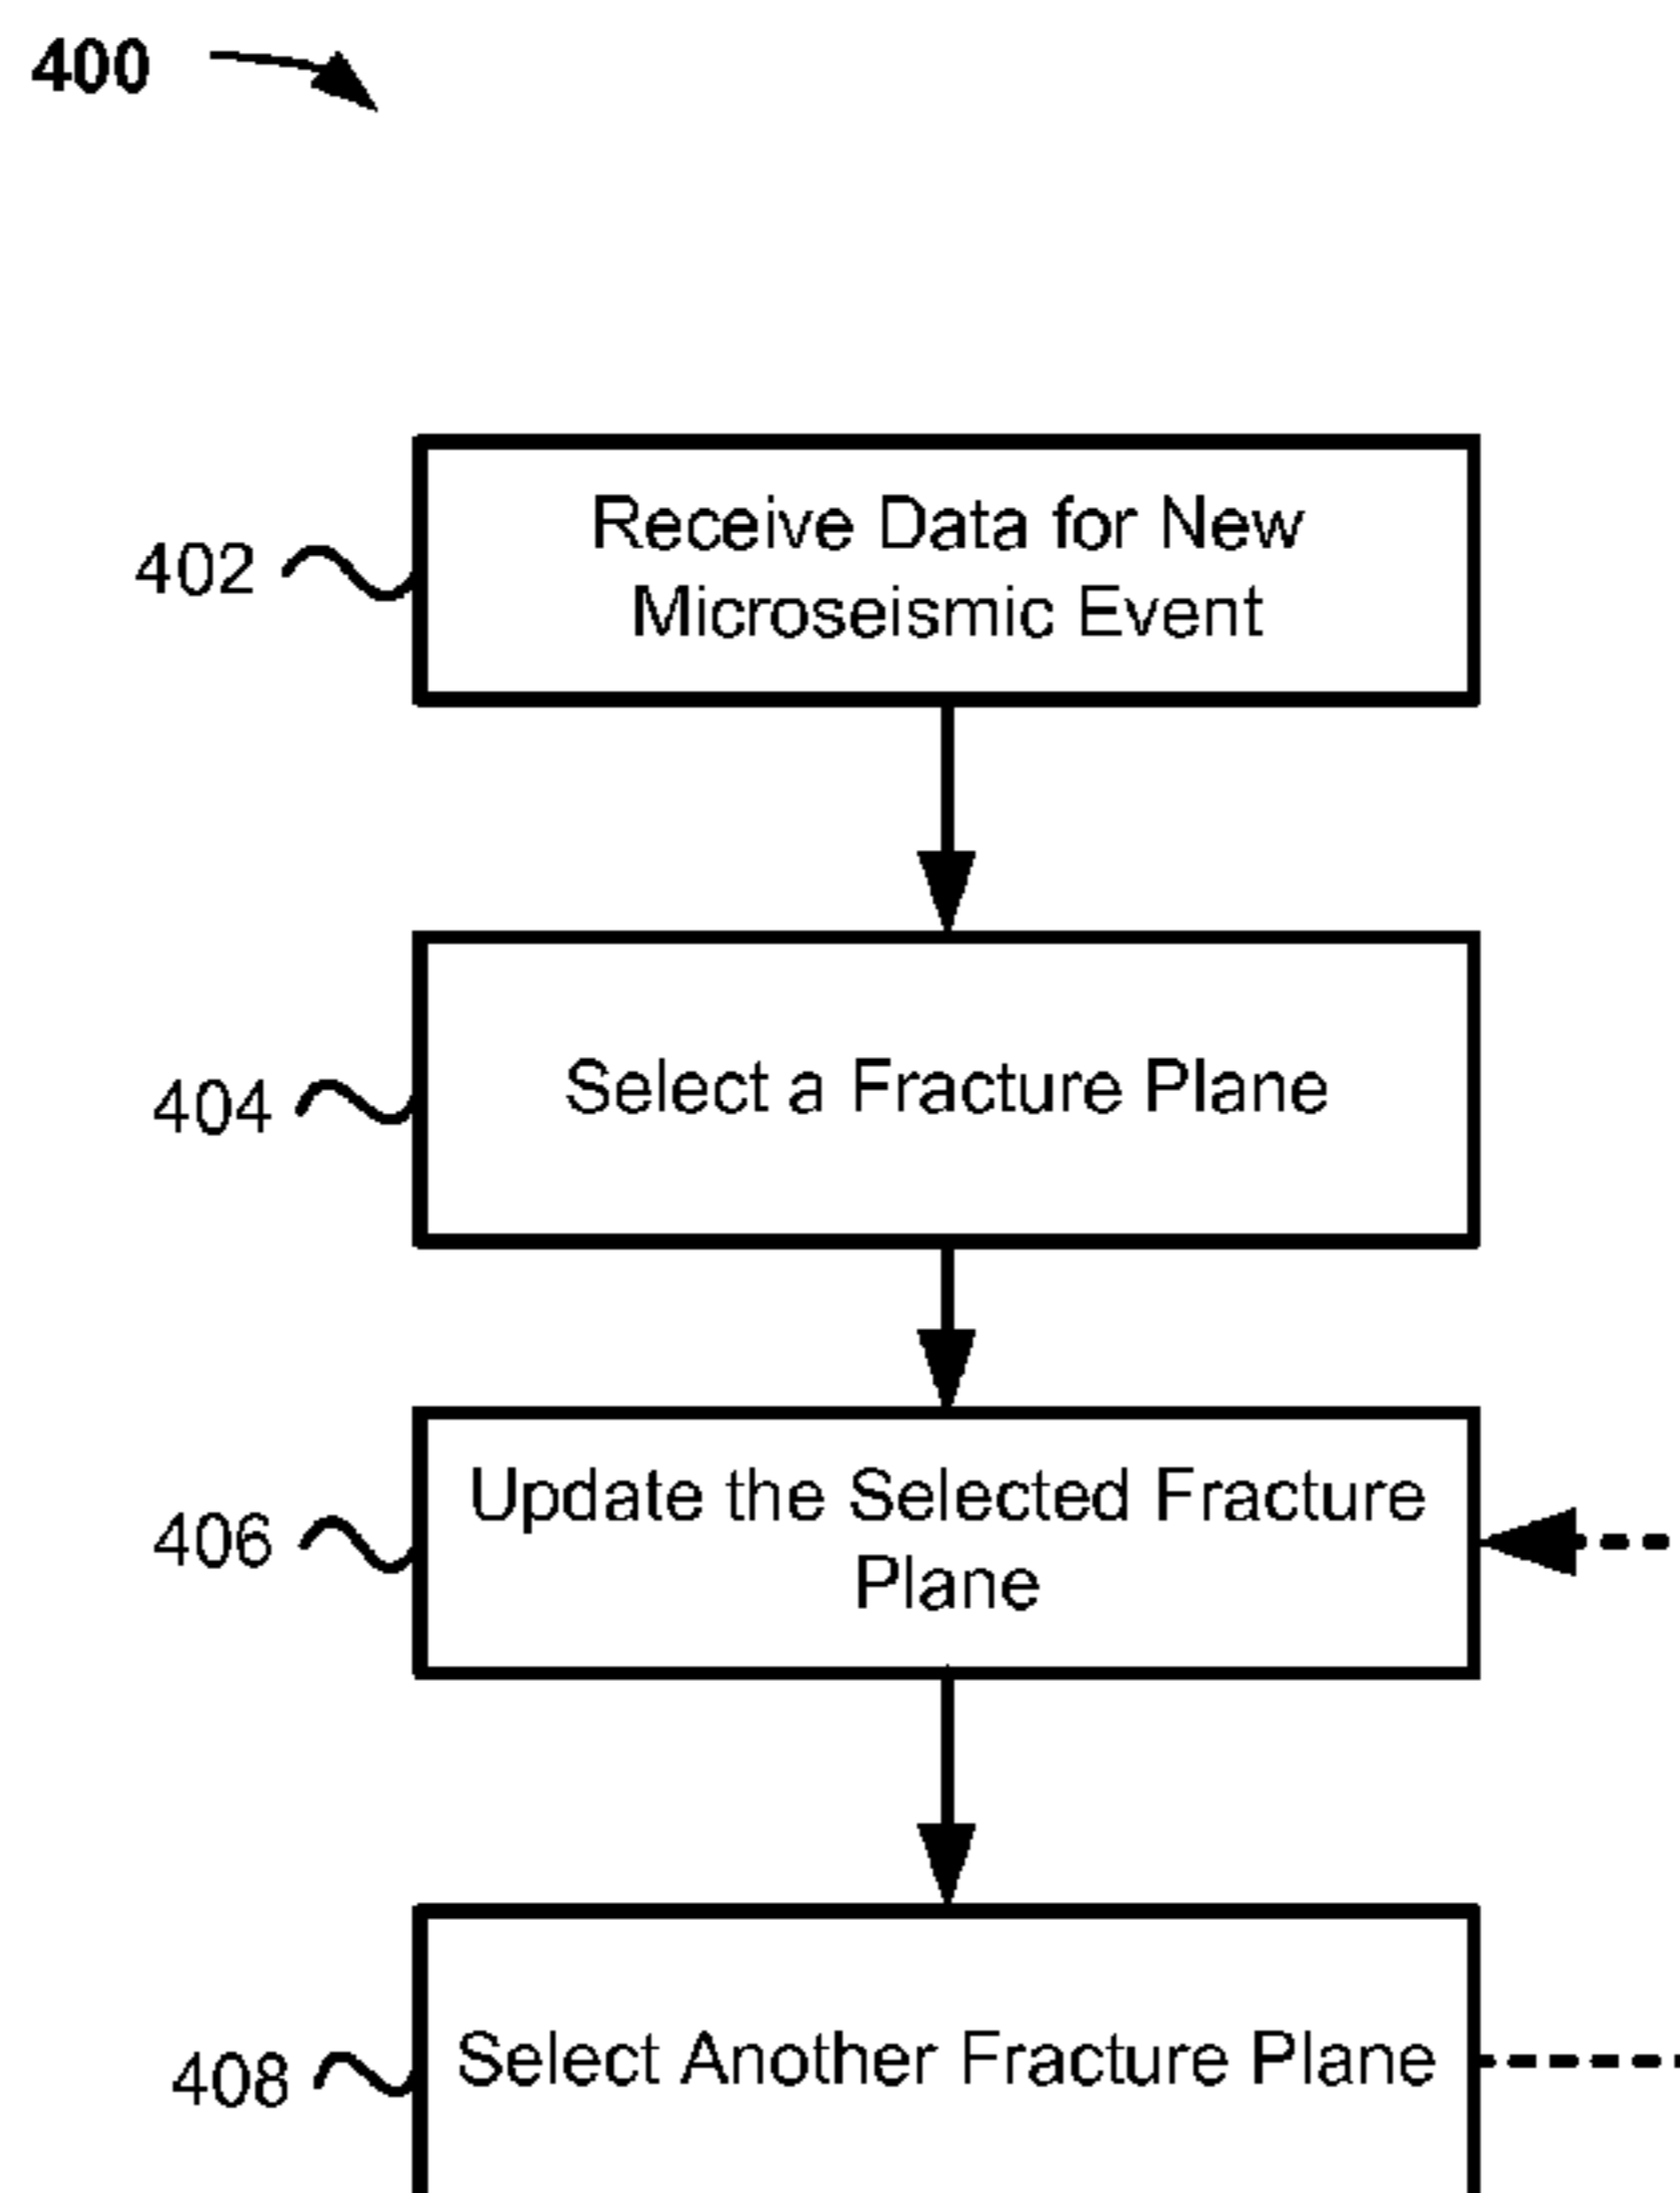 400
402
Receive Data for New
Microseismic Event
404
Select a Fracture Plane
406
Update the Selected Fracture
Plane
408
Select Another Fracture Plane